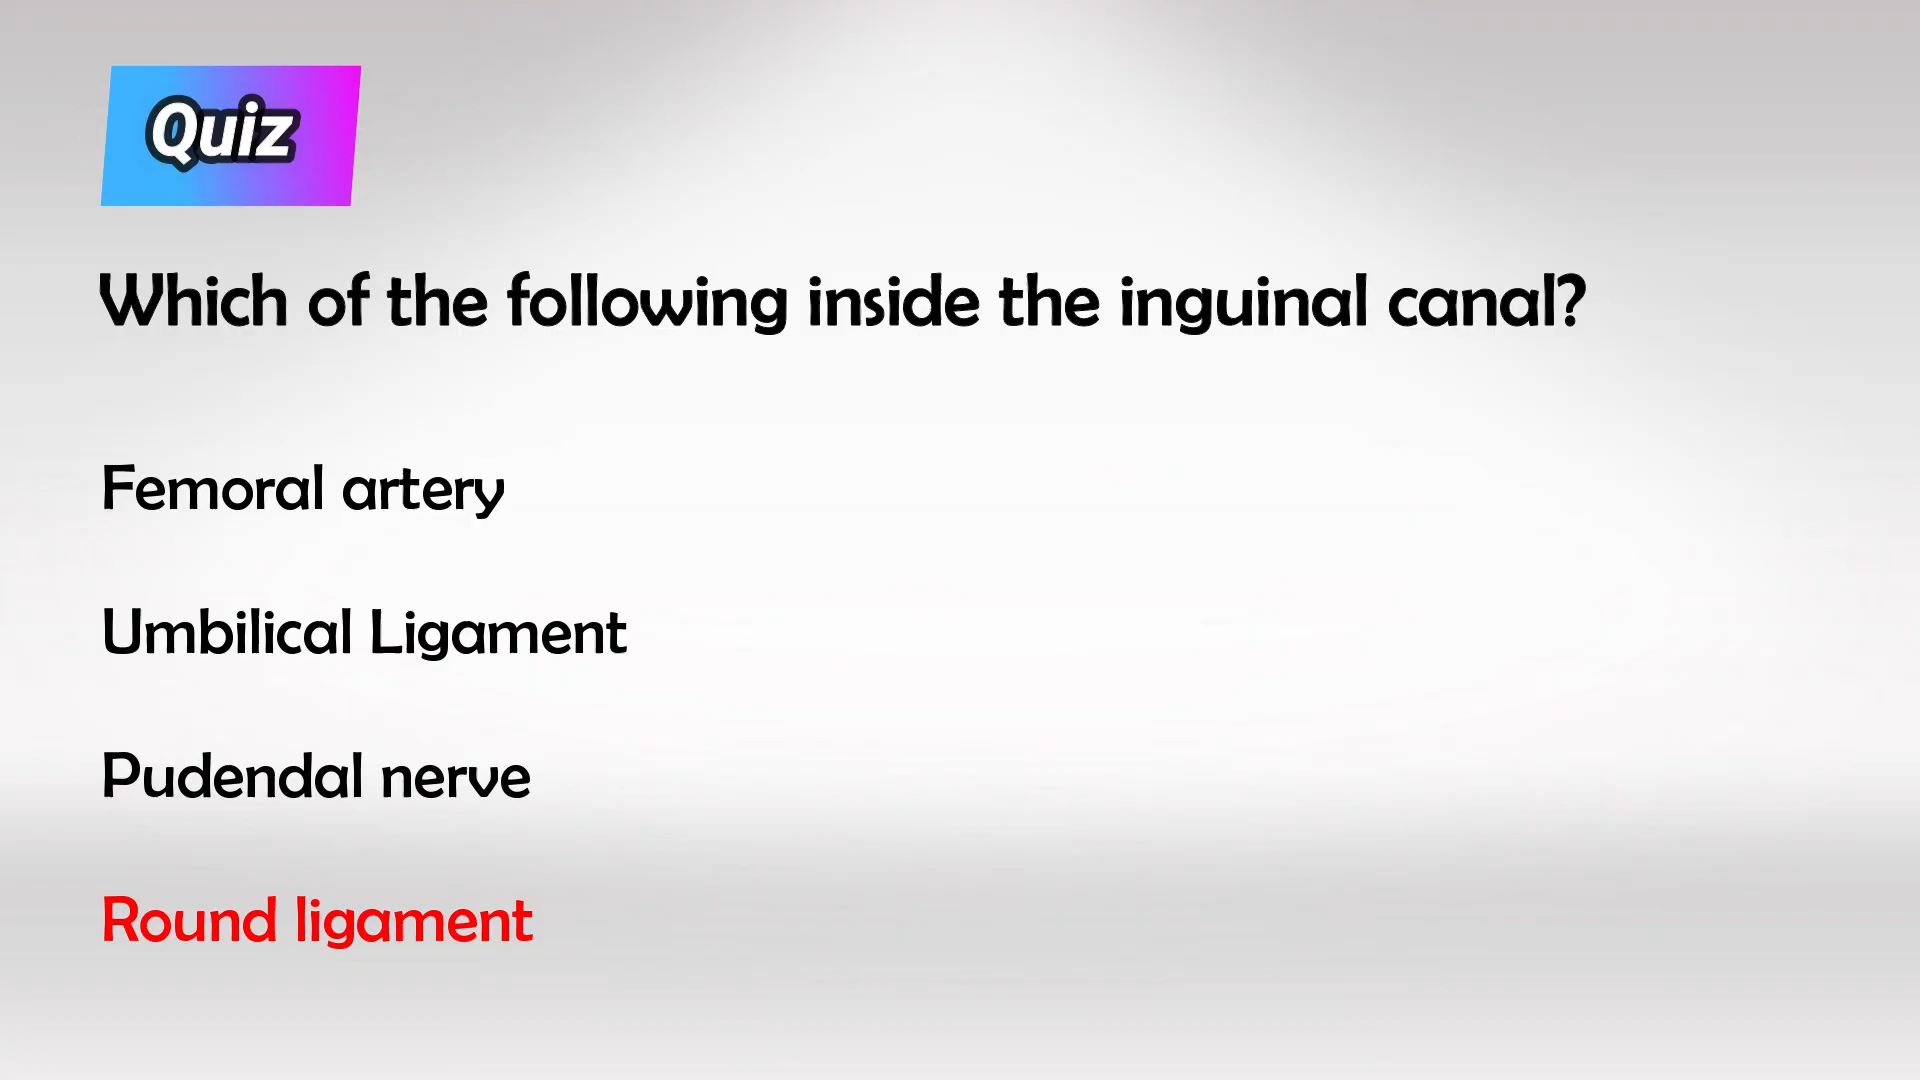 Quiz
Which of the following inside the inguinal canal?
Femoral artery
Umbilical Ligament
Pudendal nerve
Round ligament